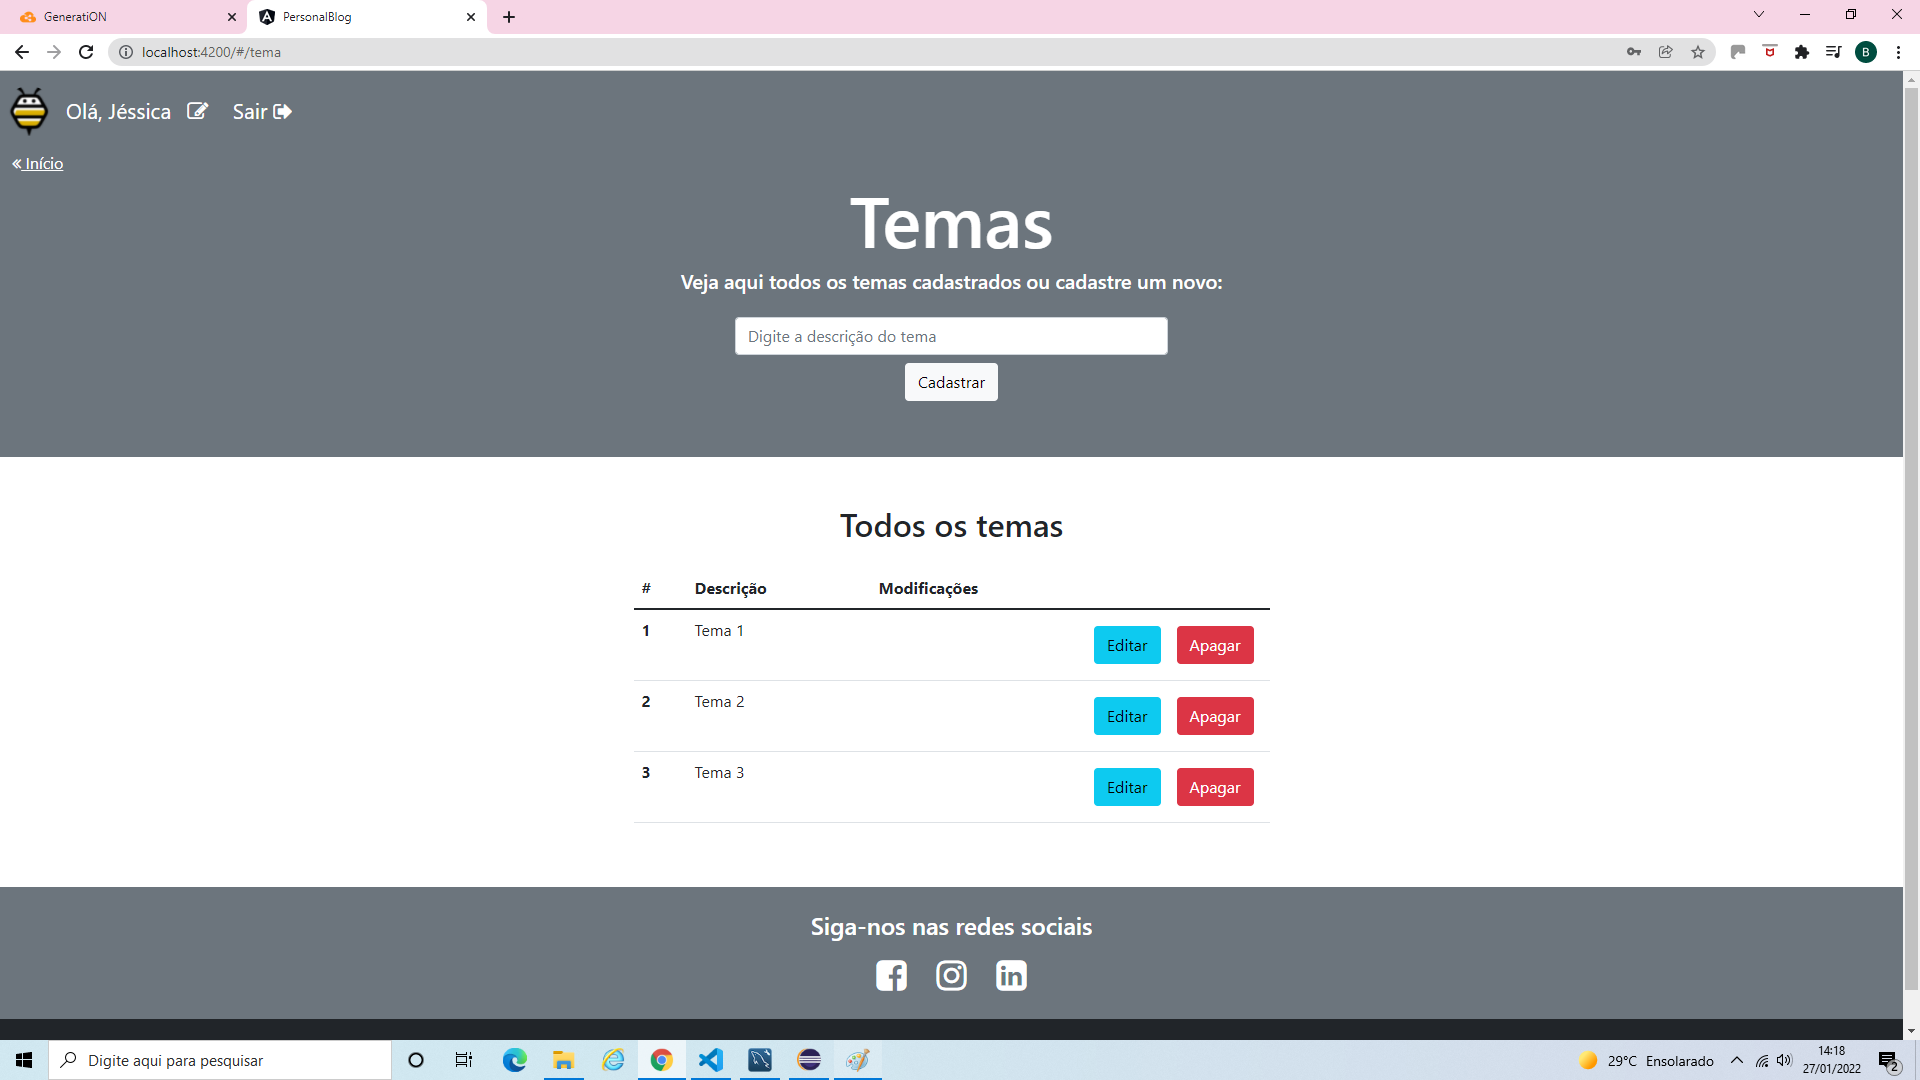 GeneratiON
PersonalBlog
localhost:4200/#/tema
B
Olá, Jéssica
Sair
« Início
Temas
Veja aqui todos os temas cadastrados ou cadastre um novo:
Digite a descrição do tema
Cadastrar
Todos os temas
# Descrição Modificações
1 Tema 1 Editar Apagar
2 Tema 2 Editar Apagar
3 Tema 3 Editar Apagar
Siga-nos nas redes sociais
Digite aqui para pesquisar
29°C Ensolarado
14:18
27/01/2022
2